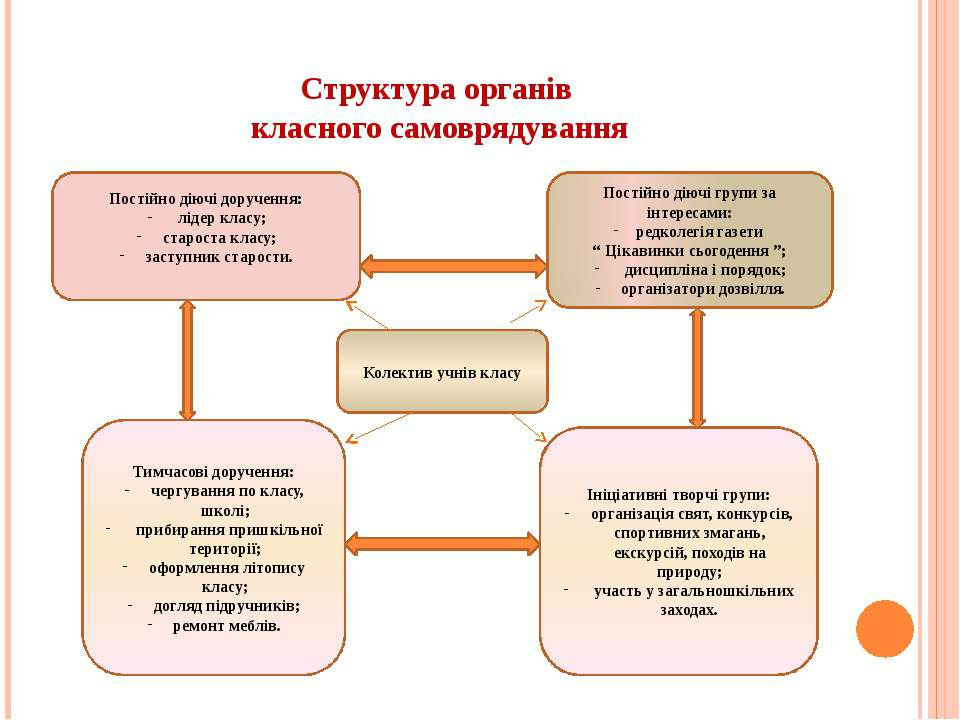 Структура органів
класного самоврядування
Постійно діючі доручення:
- лідер класу;
- староста класу;
- заступник старости.
Постійно діючі групи за
інтересами:
- редколегія газети
“ Цікавинки сьогодення ”;
- дисципліна і порядок;
- організатори дозвілля.
Колектив учнів класу
Тимчасові доручення:
- чергування по класу,
школі;
- прибирання пришкільної
території;
- оформлення літопису
класу;
- догляд підручників;
- ремонт меблів.
Ініціативні творчі групи:
- організація свят, конкурсів,
спортивних змагань,
екскурсій, походів на
природу;
- участь у загальношкільних
заходах.